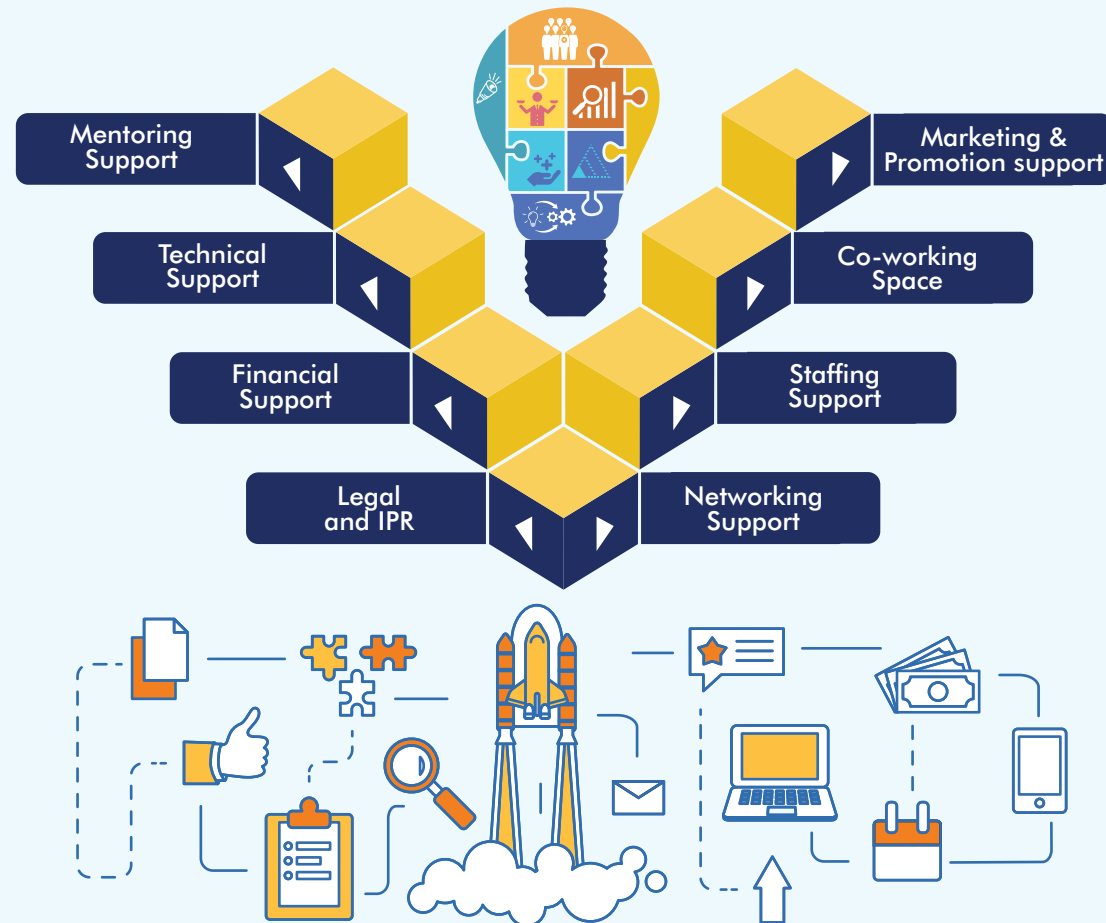 Mentoring
Support
Technical
Support
Financial
Support
Legal
and IPR
Marketing &
Promotion support
Co-working
Space
Staffing
Support
Networking
Support